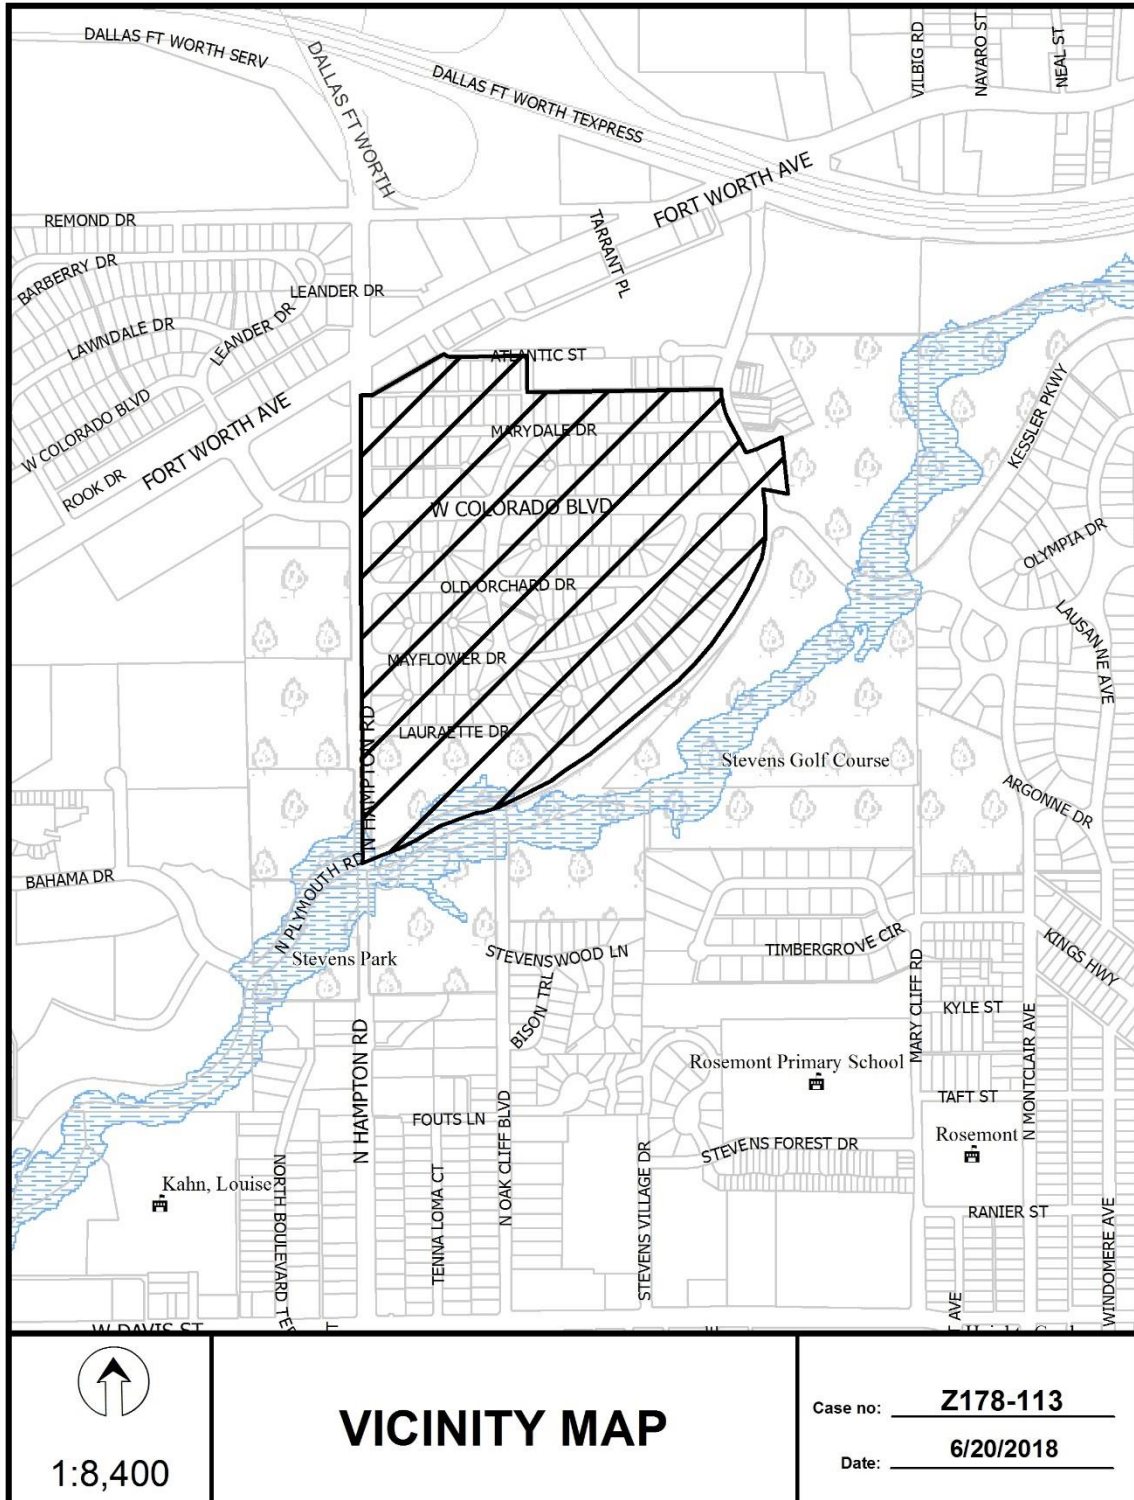 DALLAS FT WORTH SERV
DALLAS FT WORTH
DALLAS FT WORTH TEXPRESS
VILBIG RD
NAVARO ST
NEAL ST
FORT WORTH AVE
TARRANT PL
REMOND DR
BARBERRY DR
LEANDER DR
LAWNDALE DR
LEANDER DR
W COLORADO BLVD
ROOK DR
FORT WORTH AVE
ATLANTIC ST
MARYDALE DR
W COLORADO BLVD
OLD ORCHARD DR
MAYFLOWER DR
LAURAETTE DR
N HAMPTON RD
KESSLER PKWY
OLYMPIA DR
LAUSANNE AVE
Stevens Golf Course
ARGONNE DR
BAHAMA DR
N PLYMOUTH RD
Stevens Park
STEVENSWOOD LN
BISON TRL
TIMBERGROVE CIR
KINGS HWY
MARY CLIFF RD
KYLE ST
N MONTCLAIR AVE
Rosemont Primary School
TAFT ST
Rosemont
N HAMPTON RD
FOUTS LN
N OAK CLIFF BLVD
STEVENS FOREST DR
Kahn, Louise
NORTH BOULEVARD TER
TENNA LOMA CT
STEVENS VILLAGE DR
RANIER ST
WINDOMERE AVE
W DAVIS ST
AVE
1:8,400
VICINITY MAP
Case no: Z178-113
Date: 6/20/2018